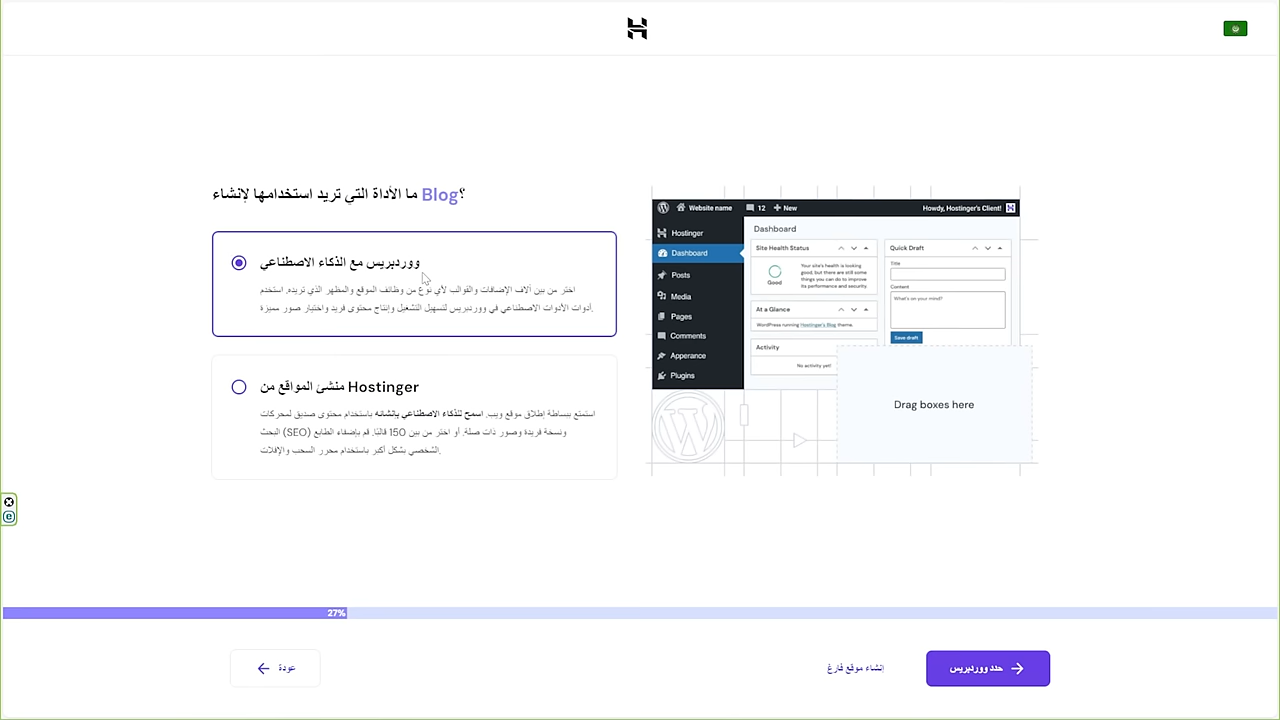 ما الأداة التي تريد استخدامها لإنشاء Blog؟
ووردبريس مع الذكاء الاصطناعي
اختر من بين آلاف الإضافات والقوالب لأي نوع من وظائف الموقع والمظهر الذي تريده. استخدم
أدوات الأدوات الاصطناعي في ووردبريس لتسهيل التشغيل وإنتاج محتوى فريد واختيار صور مميزة.
منشئ المواقع من Hostinger
استمتع ببساطة إطلاق موقع ويب. اسمح للذكاء الاصطناعي بإنشائه باستخدام محتوى صديق لمحركات
البحث (SEO) ونسخة فريدة وصور ذات صلة. أو اختر من بين 150 قالبًا. قم بإضفاء الطابع
الشخصي بشكل أكبر باستخدام محرر السحب والإفلات.
Website name 12 New Howdy, Hostinger's Client!
Hostinger
Dashboard
Posts
Media
Pages
Comments
Apperance
Plugins
Dashboard
Site Health Status
Good
Your site's health is looking
good, but there are still some
things you can do to improve
its performance and security.
At a Glance
WordPress running Hostinger's Blog theme.
Activity
No activity yet!
Quick Draft
Title
Content
What's on your mind?
Save draft
Drag boxes here
27%
عودة
إنشاء موقع فارغ
حدد ووردبريس